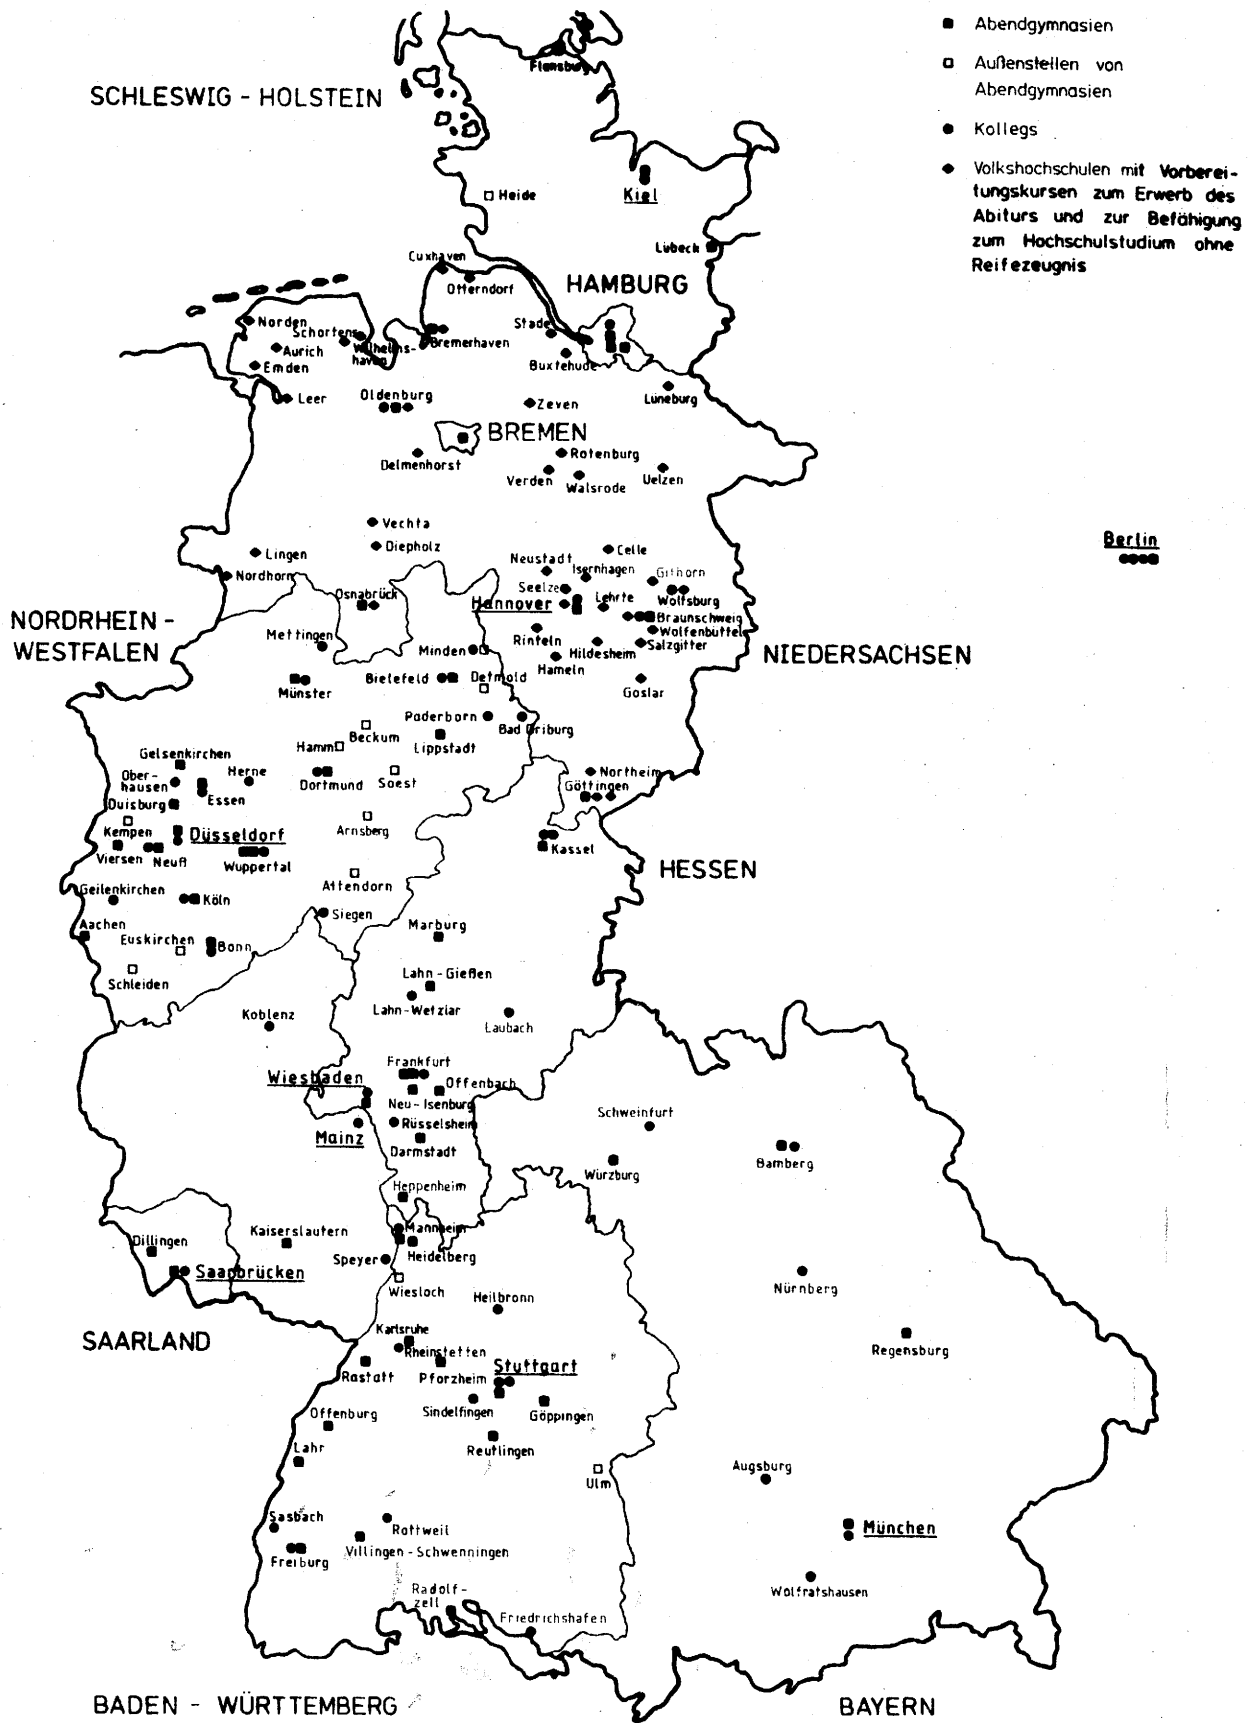 Abendgymnasien
Außenstellen von
Abendgymnasien
Kollegs
Volkshochschulen mit Vorberei-
tungskursen zum Erwerb des
Abiturs und zur Befähigung
zum Hochschulstudium ohne
Reifezeugnis
SCHLESWIG - HOLSTEIN
Flensburg
Heide
Kiel
Lübeck
Cuxhaven
Otterndorf
HAMBURG
Norden
Schortens
Wilhelms-
haven
Bremerhaven
Stade
Aurich
Emden
Buxtehude
Leer
Oldenburg
Zeven
Lüneburg
BREMEN
Delmenhorst
Rotenburg
Verden
Walsrode
Uelzen
Vechta
Diepholz
Lingen
Nordhorn
Neustadt
Celle
Isernhagen
Gifhorn
Berlin
Seelze
Osnabrück
Hannover
Lehrte
Wolfsburg
Braunschweig
Wolfenbüttel
NORDRHEIN -
WESTFALEN
Mettingen
Minden
Rinteln
Hildesheim
Salzgitter
Hameln
NIEDERSACHSEN
Münster
Bielefeld
Detmold
Goslar
Paderborn
Bad Driburg
Beckum
Lippstadt
Hamm
Gelsenkirchen
Ober-
hausen
Herne
Essen
Dortmund
Soest
Northeim
Göttingen
Duisburg
Kempen
Düsseldorf
Arnsberg
Viersen
Neuß
Wuppertal
Kassel
HESSEN
Attendorn
Geilenkirchen
Köln
Siegen
Marburg
Aachen
Euskirchen
Bonn
Schleiden
Lahn - Gießen
Lahn - Wetzlar
Laubach
Koblenz
Frankfurt
Wiesbaden
Offenbach
Neu - Isenburg
Mainz
Rüsselsheim
Darmstadt
Schweinfurt
Würzburg
Bamberg
Heppenheim
Dillingen
Kaiserslautern
Mannheim
Heidelberg
Speyer
Saarbrücken
Wiesloch
Heilbronn
Nürnberg
SAARLAND
Karlsruhe
Rheinstetten
Rastatt
Pforzheim
Stuttgart
Regensburg
Sindelfingen
Göppingen
Offenburg
Reutlingen
Lahr
Ulm
Augsburg
Sasbach
Rottweil
Freiburg
Villingen - Schwenningen
München
Wolfratshausen
Radolf-
zell
Friedrichshafen
BADEN - WÜRTTEMBERG
BAYERN